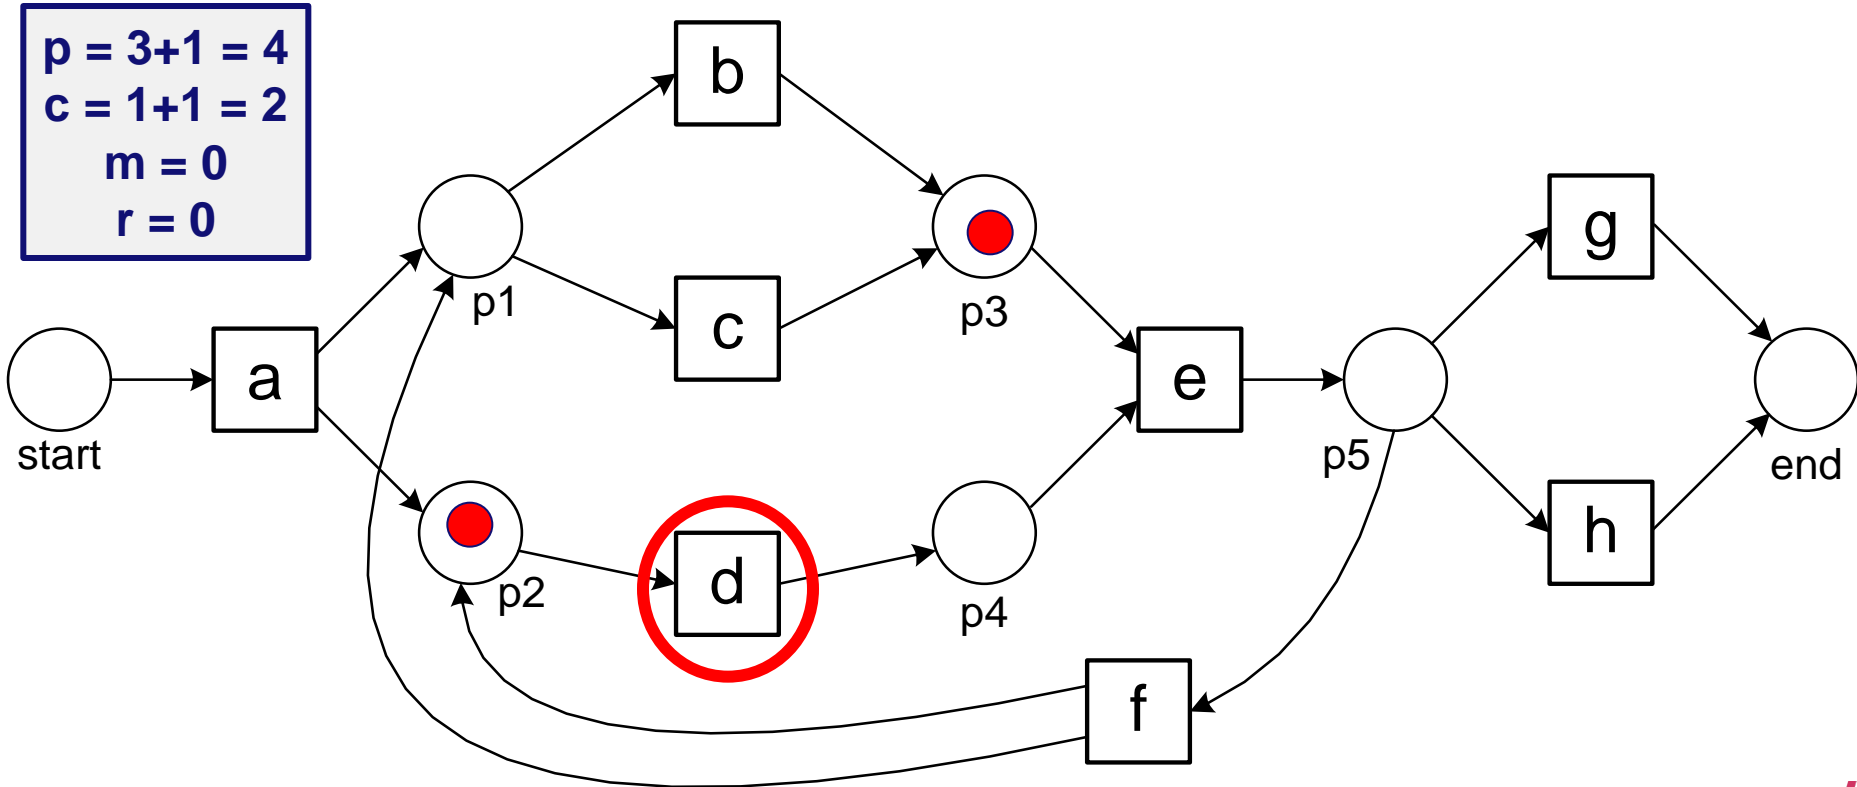 p = 3+1 = 4
c = 1+1 = 2
m = 0
r = 0
b
p1
c
p3
g
start
a
e
p5
end
p2
d
p4
h
f